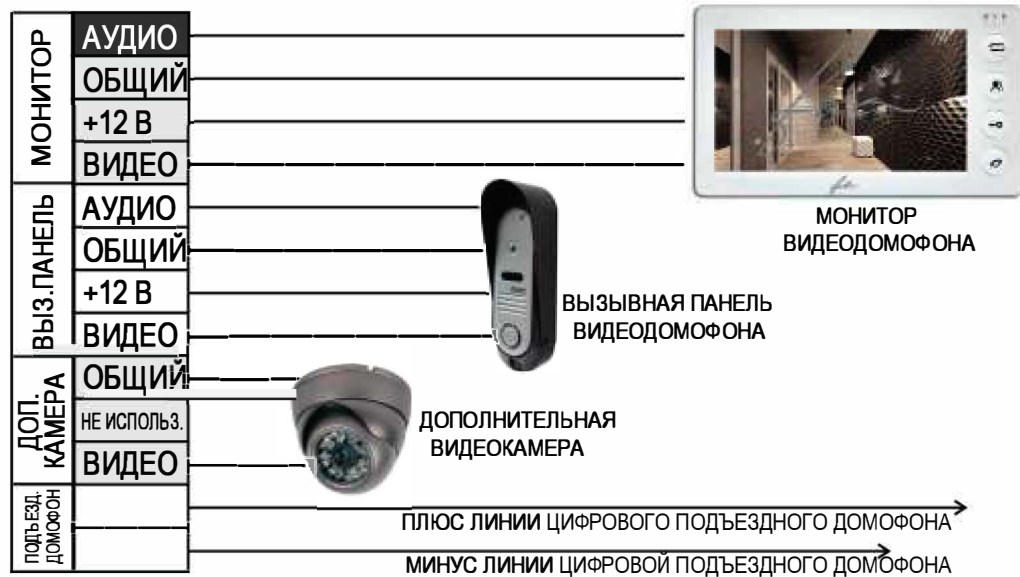 МОНИТОР
АУДИО
ОБЩИЙ
+12 В
ВИДЕО
ВЫЗ.ПАНЕЛЬ
АУДИО
ОБЩИЙ
+12 В
ВИДЕО
ДОП.
КАМЕРА
ОБЩИЙ
НЕ ИСПОЛЬЗ.
ВИДЕО
ПОДЪЕЗД.
ДОМОФОН
МОНИТОР
ВИДЕОДОМОФОНА
ВЫЗЫВНАЯ ПАНЕЛЬ
ВИДЕОДОМОФОНА
ДОПОЛНИТЕЛЬНАЯ
ВИДЕОКАМЕРА
ПЛЮС ЛИНИИ ЦИФРОВОГО ПОДЪЕЗДНОГО ДОМОФОНА
МИНУС ЛИНИИ ЦИФРОВОЙ ПОДЪЕЗДНОГО ДОМОФОНА